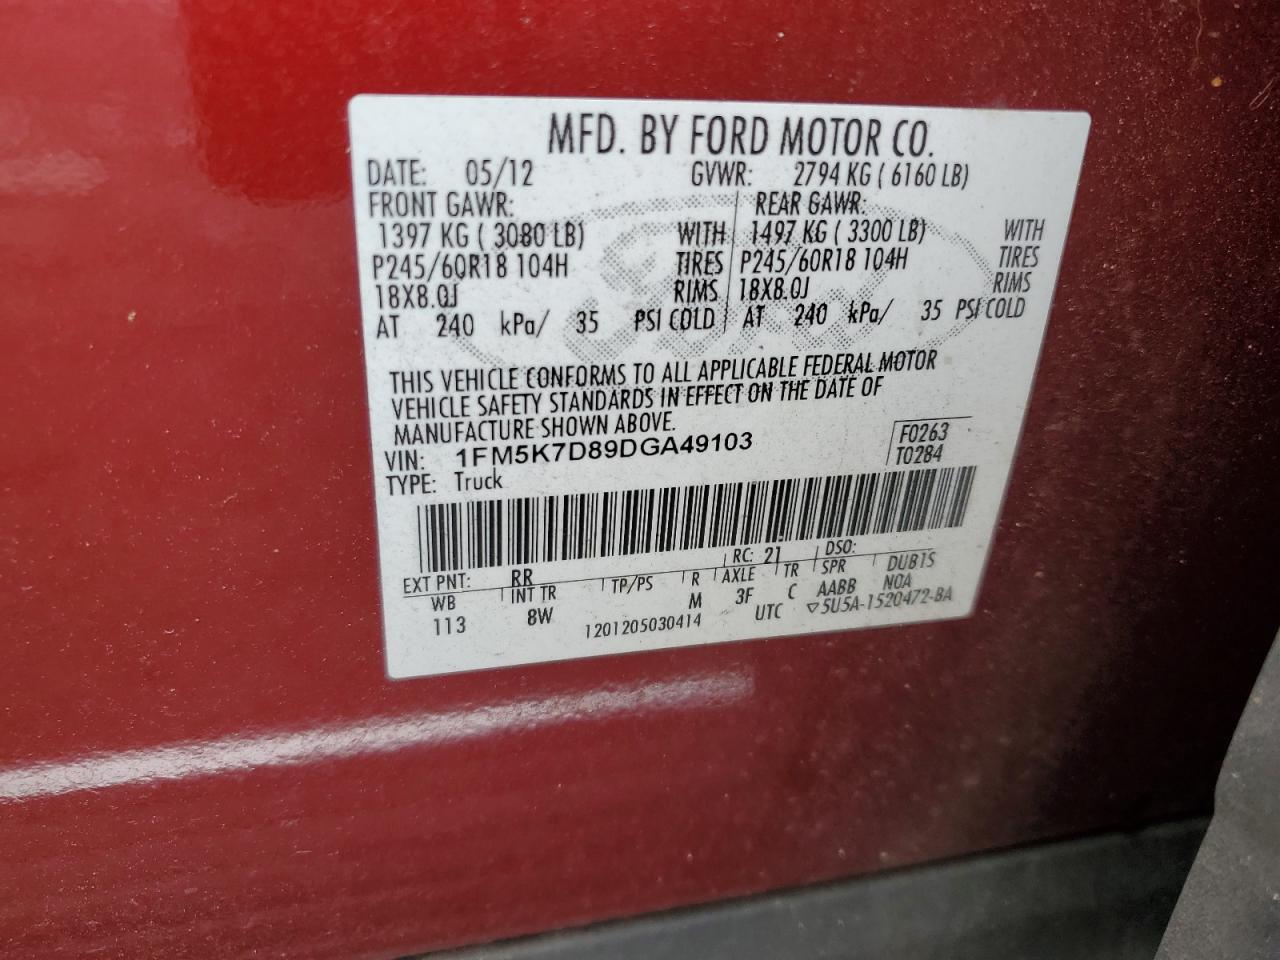 MFD. BY FORD MOTOR CO.
DATE: 05/12 GVWR: 2794 KG ( 6160 LB)
FRONT GAWR: REAR GAWR:
1397 KG ( 3080 LB) WITH 1497 KG ( 3300 LB) WITH
P245/60R18 104H TIRES P245/60R18 104H TIRES
18X8.0J RIMS 18X8.0J RIMS
AT 240 kPa/ 35 PSI COLD AT 240 kPa/ 35 PSI COLD
THIS VEHICLE CONFORMS TO ALL APPLICABLE FEDERAL MOTOR
VEHICLE SAFETY STANDARDS IN EFFECT ON THE DATE OF
MANUFACTURE SHOWN ABOVE.
VIN: 1FM5K7D89DGA49103 F0263
TYPE: Truck T0284
EXT PNT: RR RC: 21 DSO:
WB INT TR TP/PS R AXLE TR SPR DUB1S
113 8W M 3F C AABB NOA
1201205030414 UTC ▽5U5A-1520472-BA